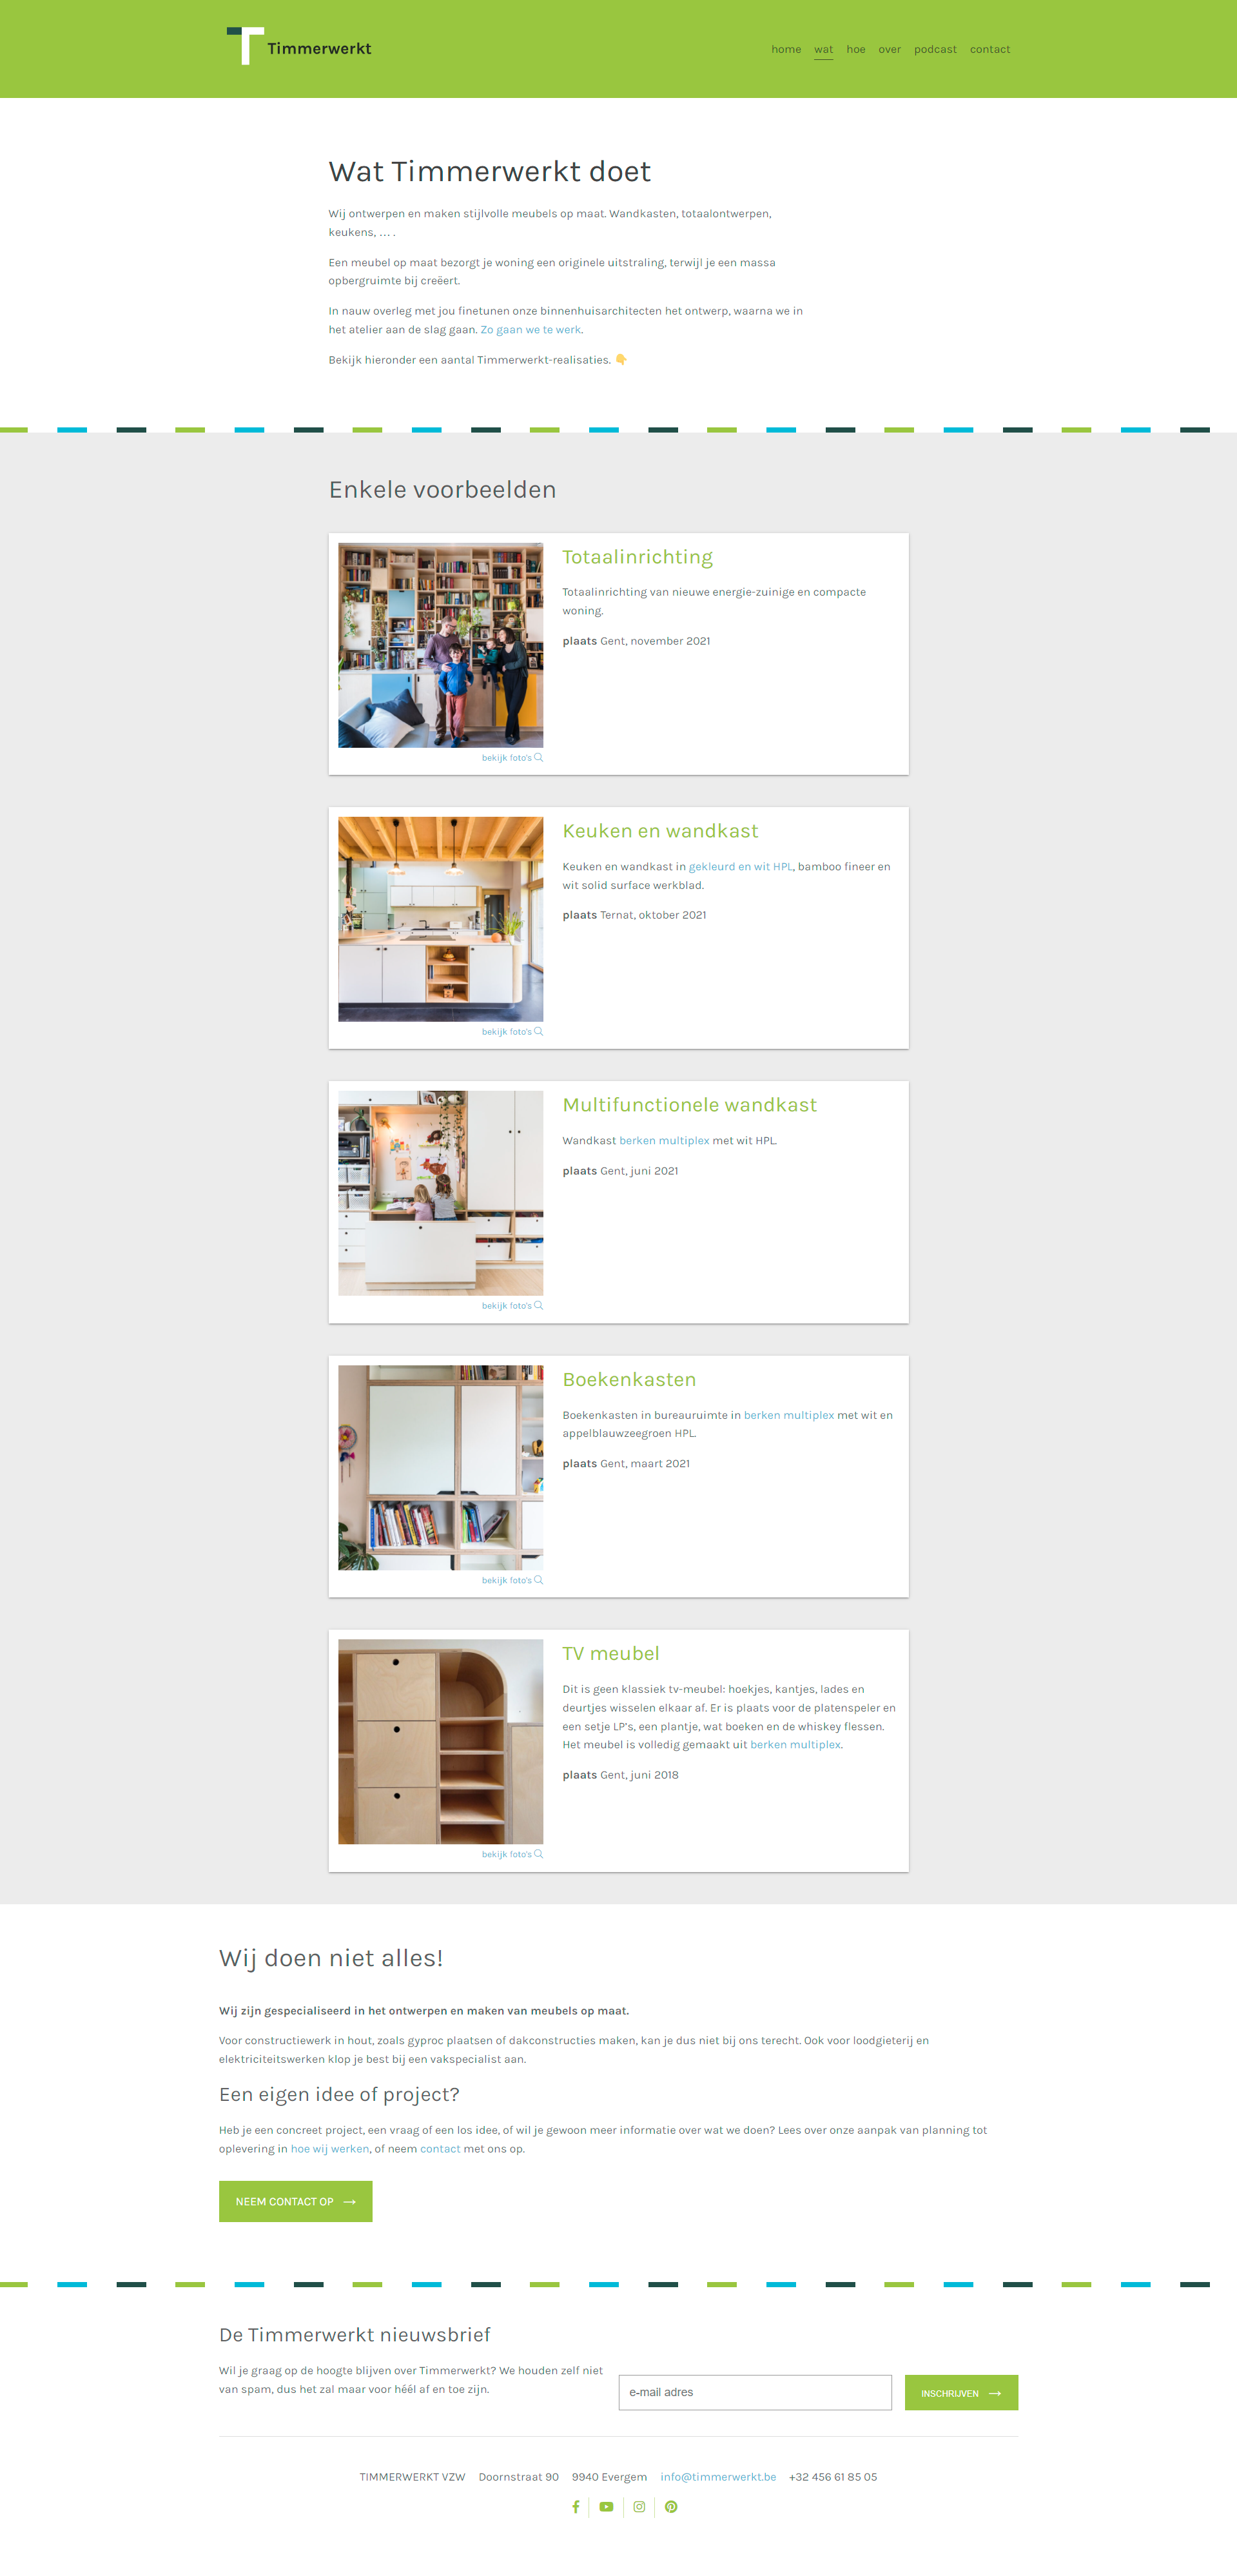 Timmerwerkt
home wat hoe over podcast contact
Wat Timmerwerkt doet
Wij ontwerpen en maken stijlvolle meubels op maat. Wandkasten, totaalontwerpen,
keukens, ... .
Een meubel op maat bezorgt je woning een originele uitstraling, terwijl je een massa
opbergruimte bij creëert.
In nauw overleg met jou finetunen onze binnenhuisarchitecten het ontwerp, waarna we in
het atelier aan de slag gaan. Zo gaan we te werk.
Bekijk hieronder een aantal Timmerwerkt-realisaties. 👇
Enkele voorbeelden
Totaalinrichting
Totaalinrichting van nieuwe energie-zuinige en compacte
woning.
plaats Gent, november 2021
bekijk foto's
Keuken en wandkast
Keuken en wandkast in gekleurd en wit HPL, bamboo fineer en
wit solid surface werkblad.
plaats Ternat, oktober 2021
bekijk foto's
Multifunctionele wandkast
Wandkast berken multiplex met wit HPL.
plaats Gent, juni 2021
bekijk foto's
Boekenkasten
Boekenkasten in bureauruimte in berken multiplex met wit en
appelblauwzeegroen HPL.
plaats Gent, maart 2021
bekijk foto's
TV meubel
Dit is geen klassiek tv-meubel: hoekjes, kantjes, lades en
deurtjes wisselen elkaar af. Er is plaats voor de platenspeler en
een setje LP's, een plantje, wat boeken en de whiskey flessen.
Het meubel is volledig gemaakt uit berken multiplex.
plaats Gent, juni 2018
bekijk foto's
Wij doen niet alles!
Wij zijn gespecialiseerd in het ontwerpen en maken van meubels op maat.
Voor constructiewerk in hout, zoals gyproc plaatsen of dakconstructies maken, kan je dus niet bij ons terecht. Ook voor loodgieterij en
elektriciteitswerken klop je best bij een vakspecialist aan.
Een eigen idee of project?
Heb je een concreet project, een vraag of een los idee, of wil je gewoon meer informatie over wat we doen? Lees over onze aanpak van planning tot
oplevering in hoe wij werken, of neem contact met ons op.
NEEM CONTACT OP →
De Timmerwerkt nieuwsbrief
Wil je graag op de hoogte blijven over Timmerwerkt? We houden zelf niet
van spam, dus het zal maar voor héél af en toe zijn.
e-mail adres
INSCHRIJVEN →
TIMMERWERKT VZW Doornstraat 90 9940 Evergem info@timmerwerkt.be +32 456 61 85 05